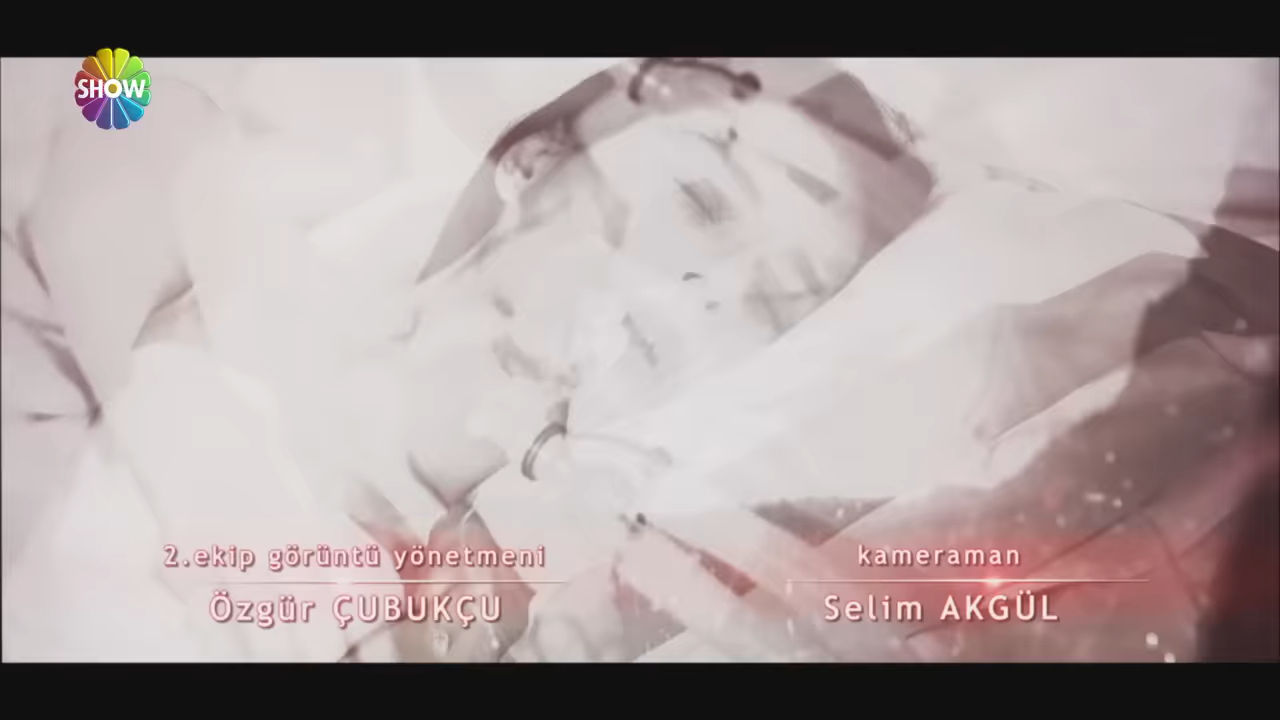 SHOW
2.ekip görüntü yönetmeni
Özgür ÇUBUKÇU
kameraman
Selim AKGÜL